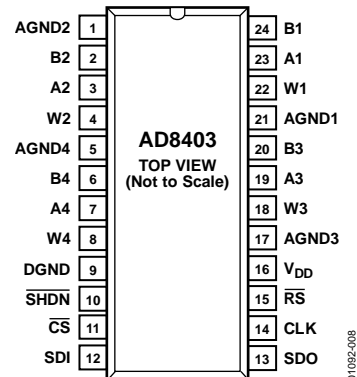 AGND2 1 24 B1
B2 2 23 A1
A2 3 22 W1
W2 4 21 AGND1
AD8403
TOP VIEW
(Not to Scale)
AGND4 5 20 B3
B4 6 19 A3
A4 7 18 W3
W4 8 17 AGND3
DGND 9 16 VDD
SHDN 10 15 RS
CS 11 14 CLK
SDI 12 13 SDO
01092-008